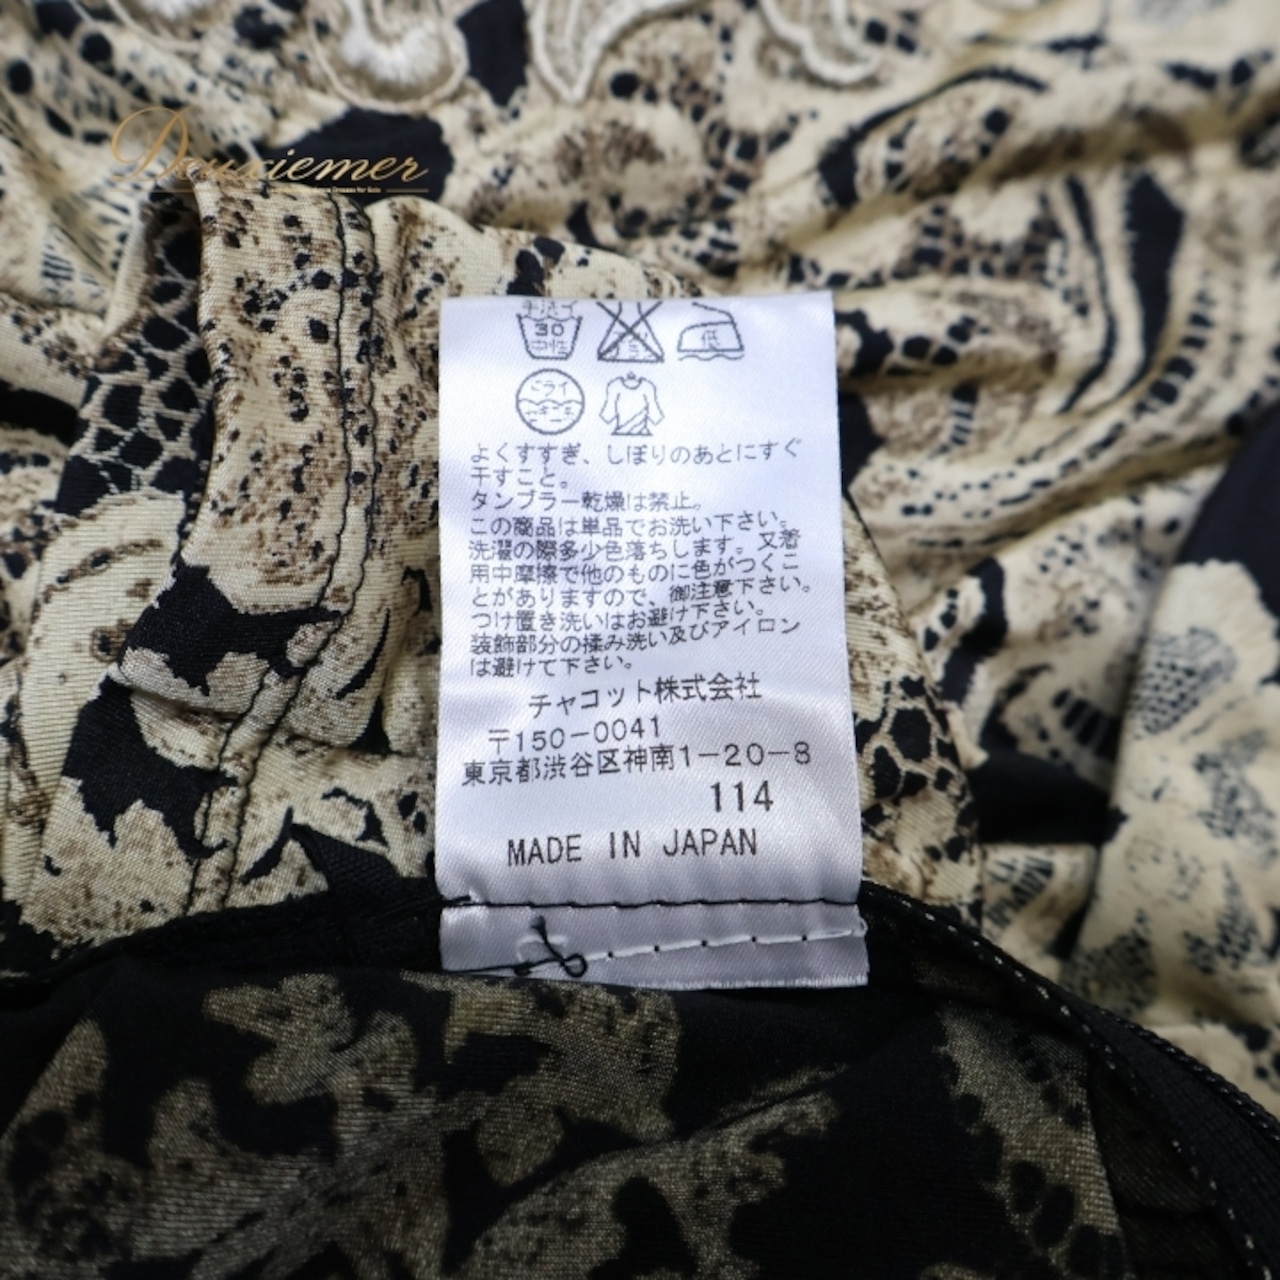 Deuxiemer
手洗イ
30
中性
エンソ
サラシ
低
ドライ
セキユ系
よくすすぎ、しぼりのあとにすぐ
干すこと。
タンブラー乾燥は禁止。
この商品は単品でお洗い下さい。
洗濯の際多少色落ちします。又着
用中摩擦で他のものに色がつくこ
とがありますので、御注意下さい。
つけ置き洗いはお避け下さい。
装飾部分の揉み洗い及びアイロン
は避けて下さい。
チャコット株式会社
〒150-0041
東京都渋谷区神南1-20-8
114
MADE IN JAPAN